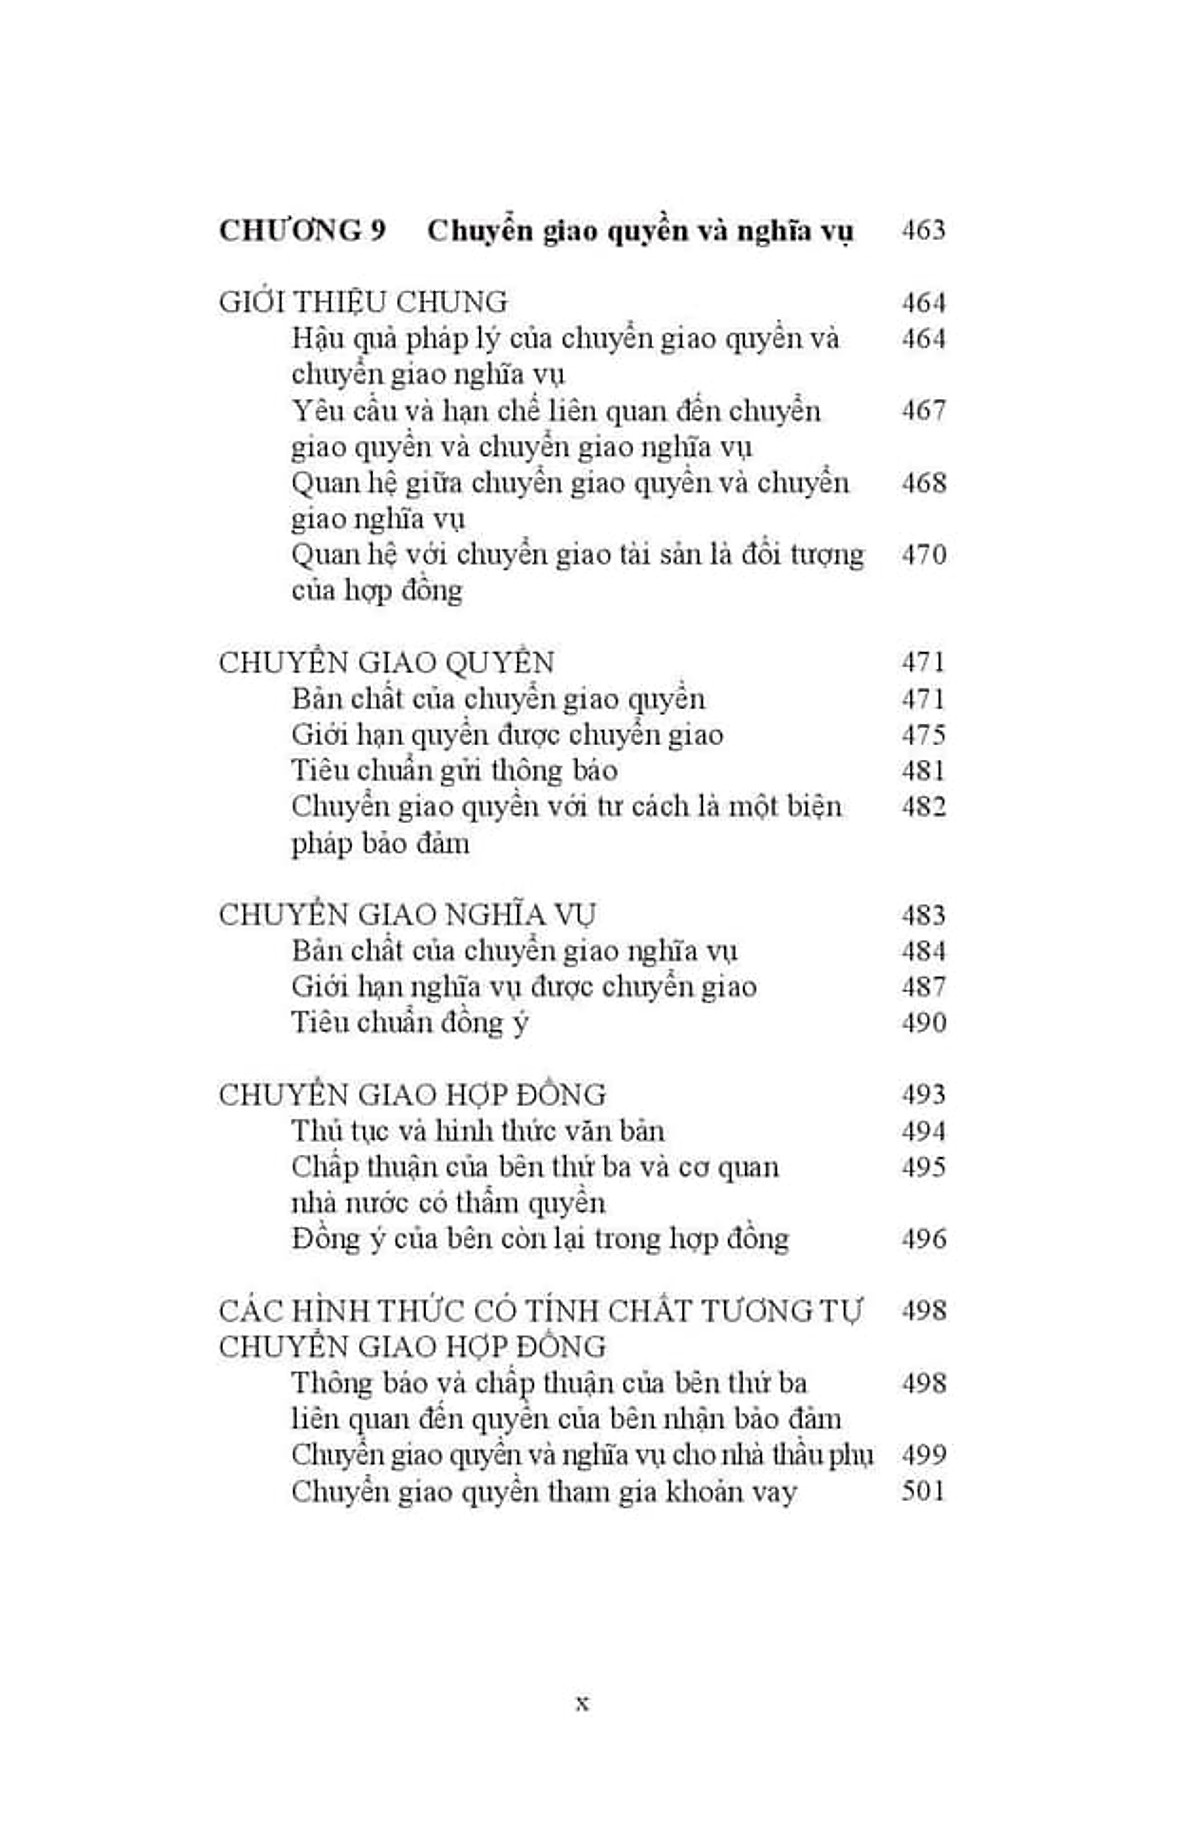 CHƯƠNG 9 Chuyển giao quyền và nghĩa vụ 463
GIỚI THIỆU CHUNG 464
Hậu quả pháp lý của chuyển giao quyền và 464
chuyển giao nghĩa vụ
Yêu cầu và hạn chế liên quan đến chuyển 467
giao quyền và chuyển giao nghĩa vụ
Quan hệ giữa chuyển giao quyền và chuyển 468
giao nghĩa vụ
Quan hệ với chuyển giao tài sản là đối tượng 470
của hợp đồng
CHUYỂN GIAO QUYỀN 471
Bản chất của chuyển giao quyền 471
Giới hạn quyền được chuyển giao 475
Tiêu chuẩn gửi thông báo 481
Chuyển giao quyền với tư cách là một biện 482
pháp bảo đảm
CHUYỂN GIAO NGHĨA VỤ 483
Bản chất của chuyển giao nghĩa vụ 484
Giới hạn nghĩa vụ được chuyển giao 487
Tiêu chuẩn đồng ý 490
CHUYỂN GIAO HỢP ĐỒNG 493
Thủ tục và hình thức văn bản 494
Chấp thuận của bên thứ ba và cơ quan 495
nhà nước có thẩm quyền
Đồng ý của bên còn lại trong hợp đồng 496
CÁC HÌNH THỨC CÓ TÍNH CHẤT TƯƠNG TỰ 498
CHUYỂN GIAO HỢP ĐỒNG
Thông báo và chấp thuận của bên thứ ba 498
liên quan đến quyền của bên nhận bảo đảm
Chuyển giao quyền và nghĩa vụ cho nhà thầu phụ 499
Chuyển giao quyền tham gia khoản vay 501
x